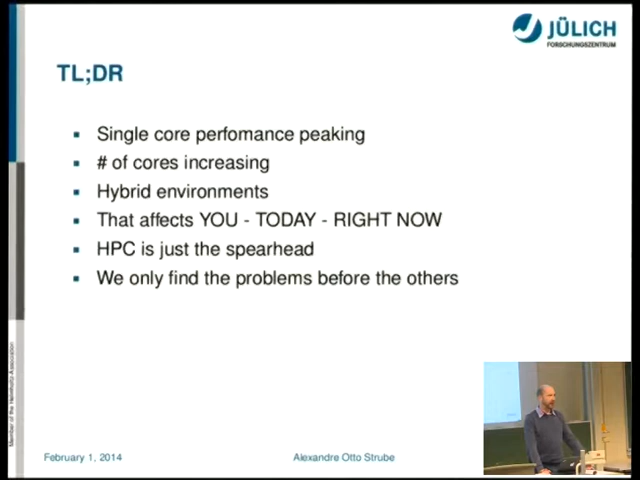 JÜLICH
FORSCHUNGSZENTRUM
TL;DR
Single core perfomance peaking
# of cores increasing
Hybrid environments
That affects YOU - TODAY - RIGHT NOW
HPC is just the spearhead
We only find the problems before the others
Member of the Helmholtz-Association
February 1, 2014
Alexandre Otto Strube